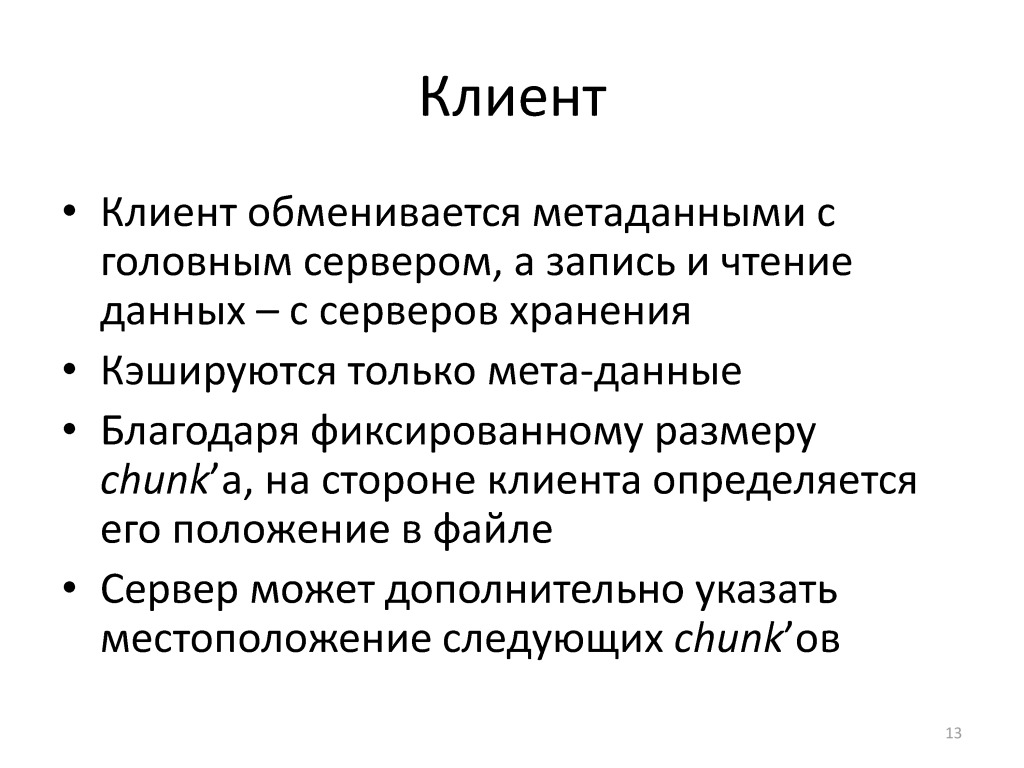 Клиент
• Клиент обменивается метаданными с
головным сервером, а запись и чтение
данных – с серверов хранения
• Кэшируются только мета-данные
• Благодаря фиксированному размеру
chunk’а, на стороне клиента определяется
его положение в файле
• Сервер может дополнительно указать
местоположение следующих chunk’ов
13